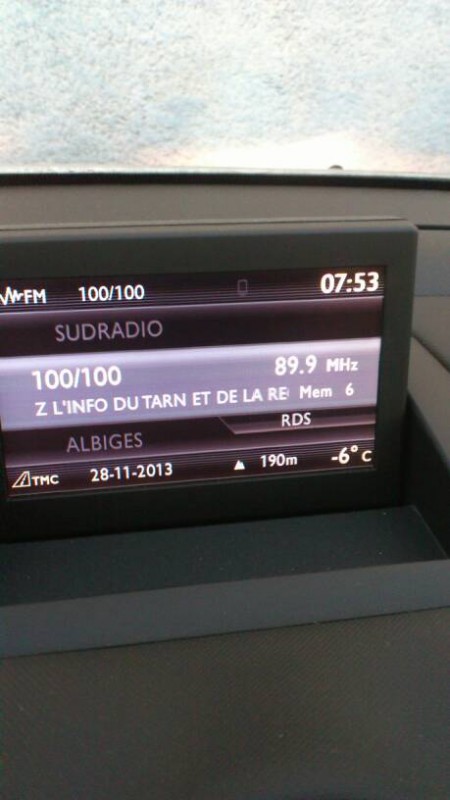 FM 100/100 07:53
SUDRADIO
100/100 89.9 MHz
Z L'INFO DU TARN ET DE LA RE Mem 6
RDS
ALBIGES
TMC 28-11-2013 190m -6°C